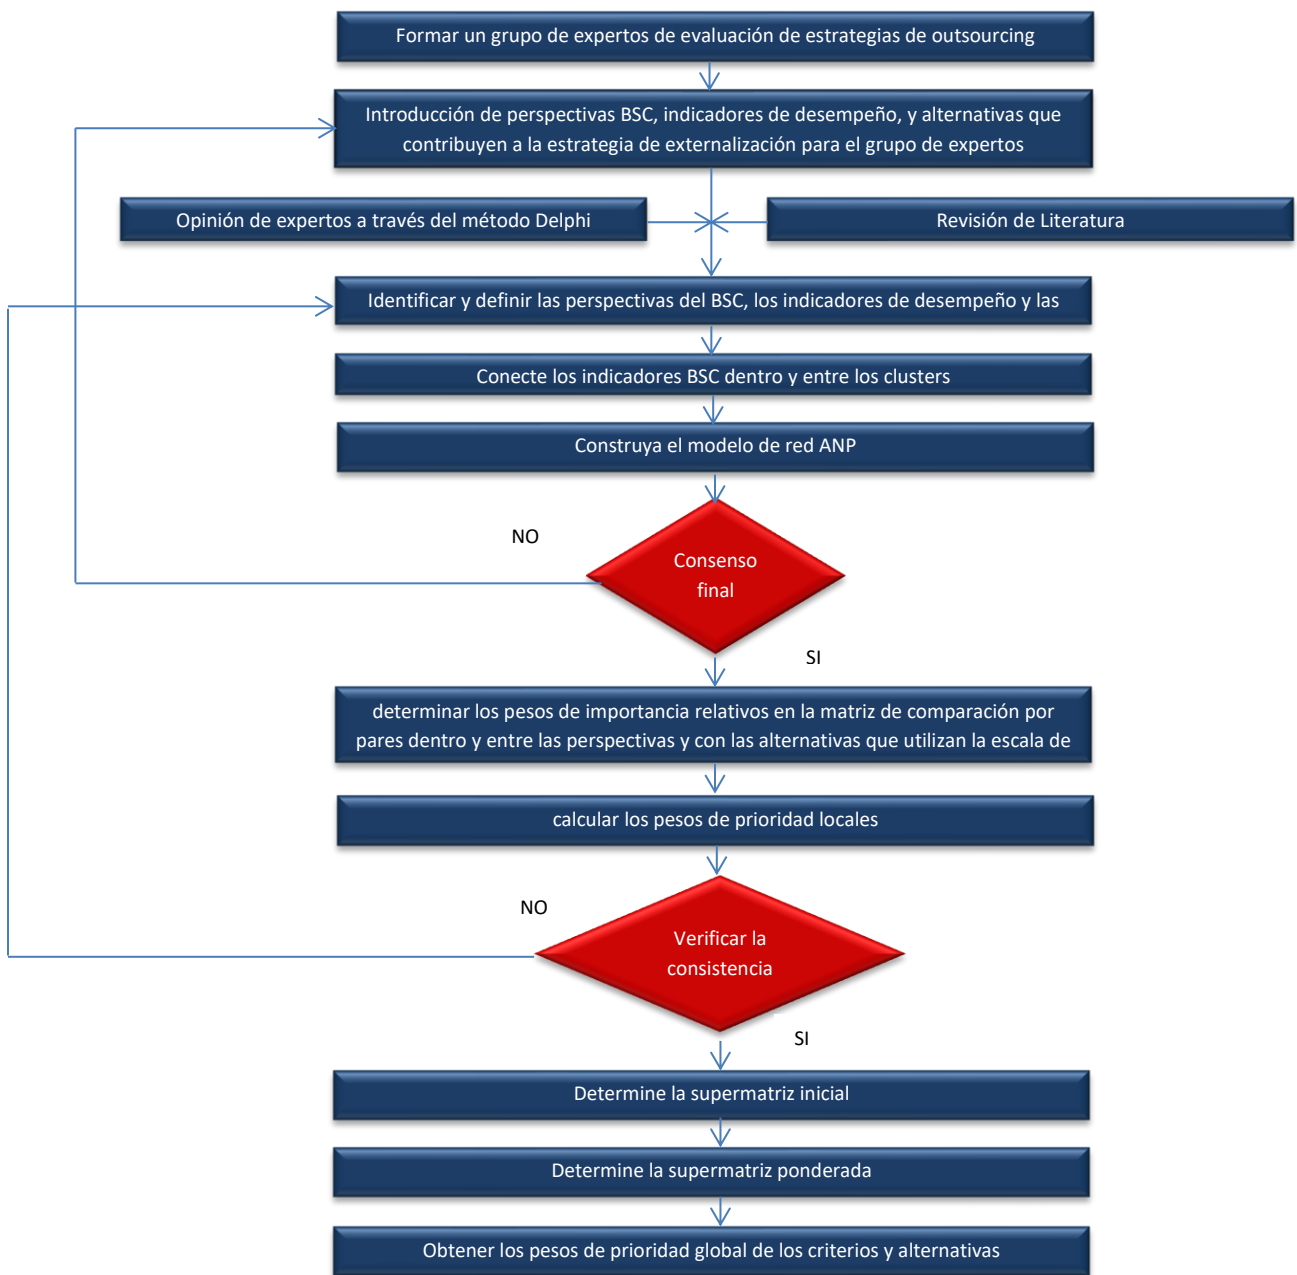 Formar un grupo de expertos de evaluación de estrategias de outsourcing
Introducción de perspectivas BSC, indicadores de desempeño, y alternativas que
contribuyen a la estrategia de externalización para el grupo de expertos
Opinión de expertos a través del método Delphi
Revisión de Literatura
Identificar y definir las perspectivas del BSC, los indicadores de desempeño y las
Conecte los indicadores BSC dentro y entre los clusters
Construya el modelo de red ANP
NO
Consenso
final
SI
determinar los pesos de importancia relativos en la matriz de comparación por
pares dentro y entre las perspectivas y con las alternativas que utilizan la escala de
calcular los pesos de prioridad locales
NO
Verificar la
consistencia
SI
Determine la supermatriz inicial
Determine la supermatriz ponderada
Obtener los pesos de prioridad global de los criterios y alternativas